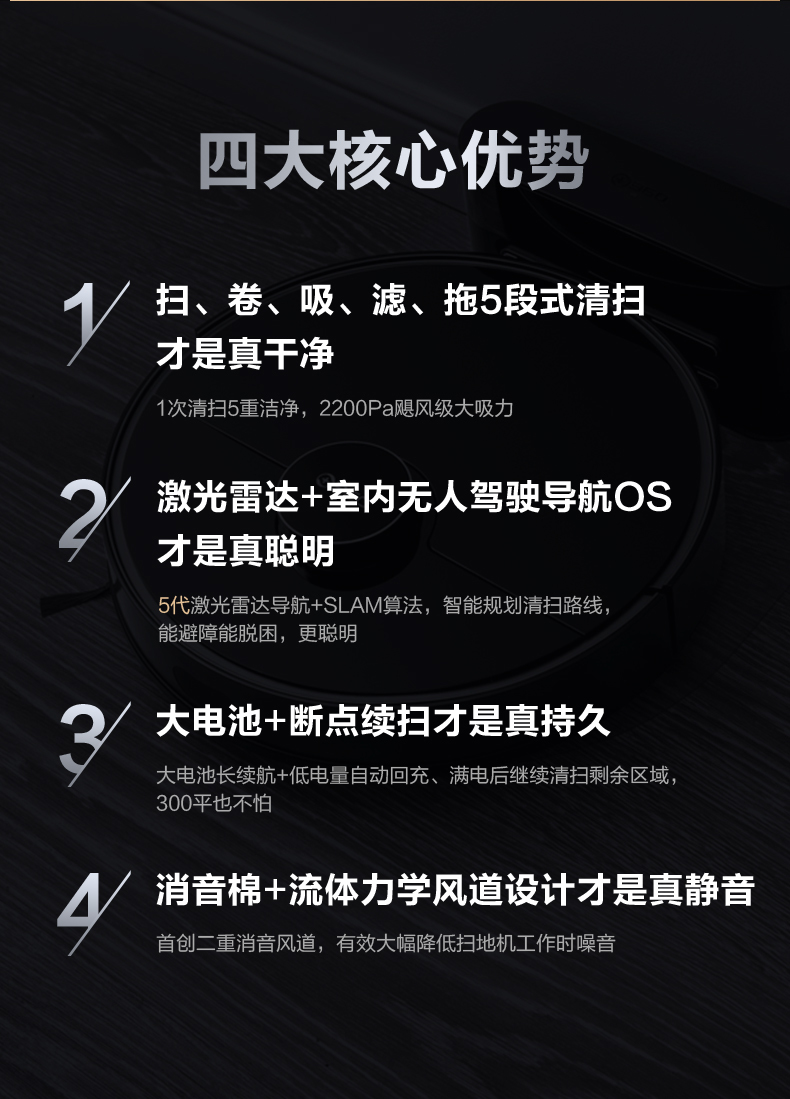 四大核心优势
1
扫、卷、吸、滤、拖5段式清扫
才是真干净
1次清扫5重洁净，2200Pa飓风级大吸力
2
激光雷达+室内无人驾驶导航OS
才是真聪明
5代激光雷达导航+SLAM算法，智能规划清扫路线，
能避障能脱困，更聪明
3
大电池+断点续扫才是真持久
大电池长续航+低电量自动回充、满电后继续清扫剩余区域，
300平也不怕
4
消音棉+流体力学风道设计才是真静音
首创二重消音风道，有效大幅降低扫地机工作时噪音